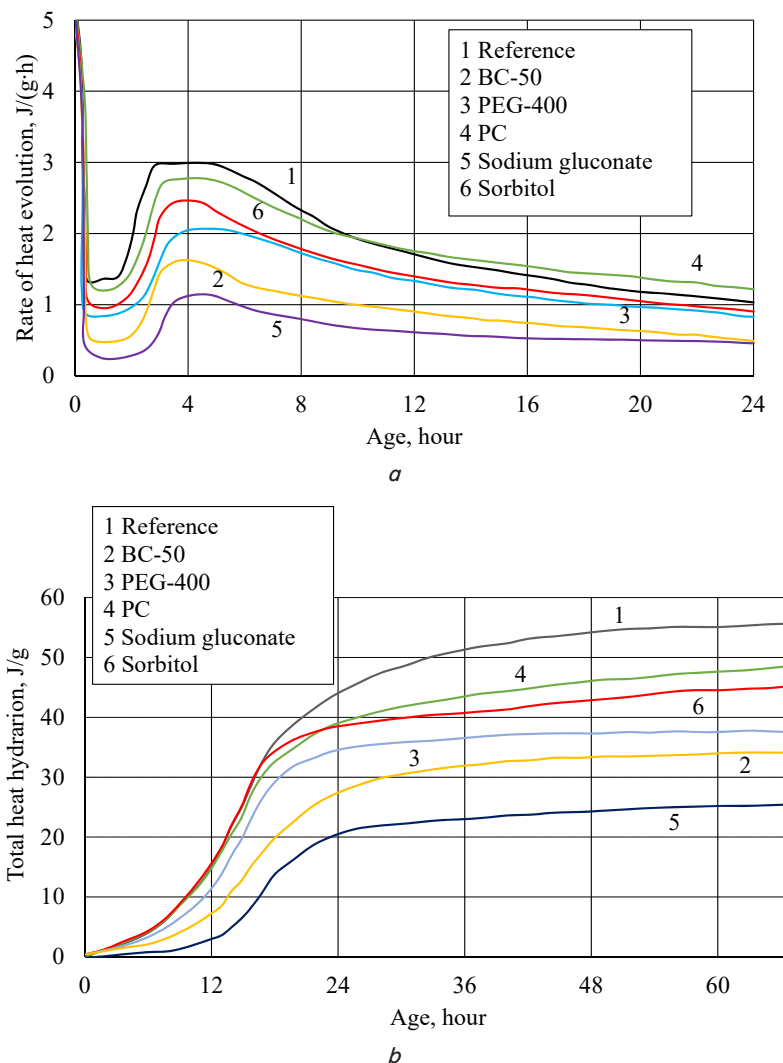 Rate of heat evolution, J/(g·h)
5
4
3
2
1
0
1 Reference
2 BC-50
3 PEG-400
4 PC
5 Sodium gluconate
6 Sorbitol
1
6
4
2
5
3
0
4
8
12
16
20
24
Age, hour
a
1 Reference
2 BC-50
3 PEG-400
4 PC
5 Sodium gluconate
6 Sorbitol
Total heat hydrarion, J/g
60
50
40
30
20
10
0
1
4
6
3
2
5
0
12
24
36
48
60
Age, hour
b